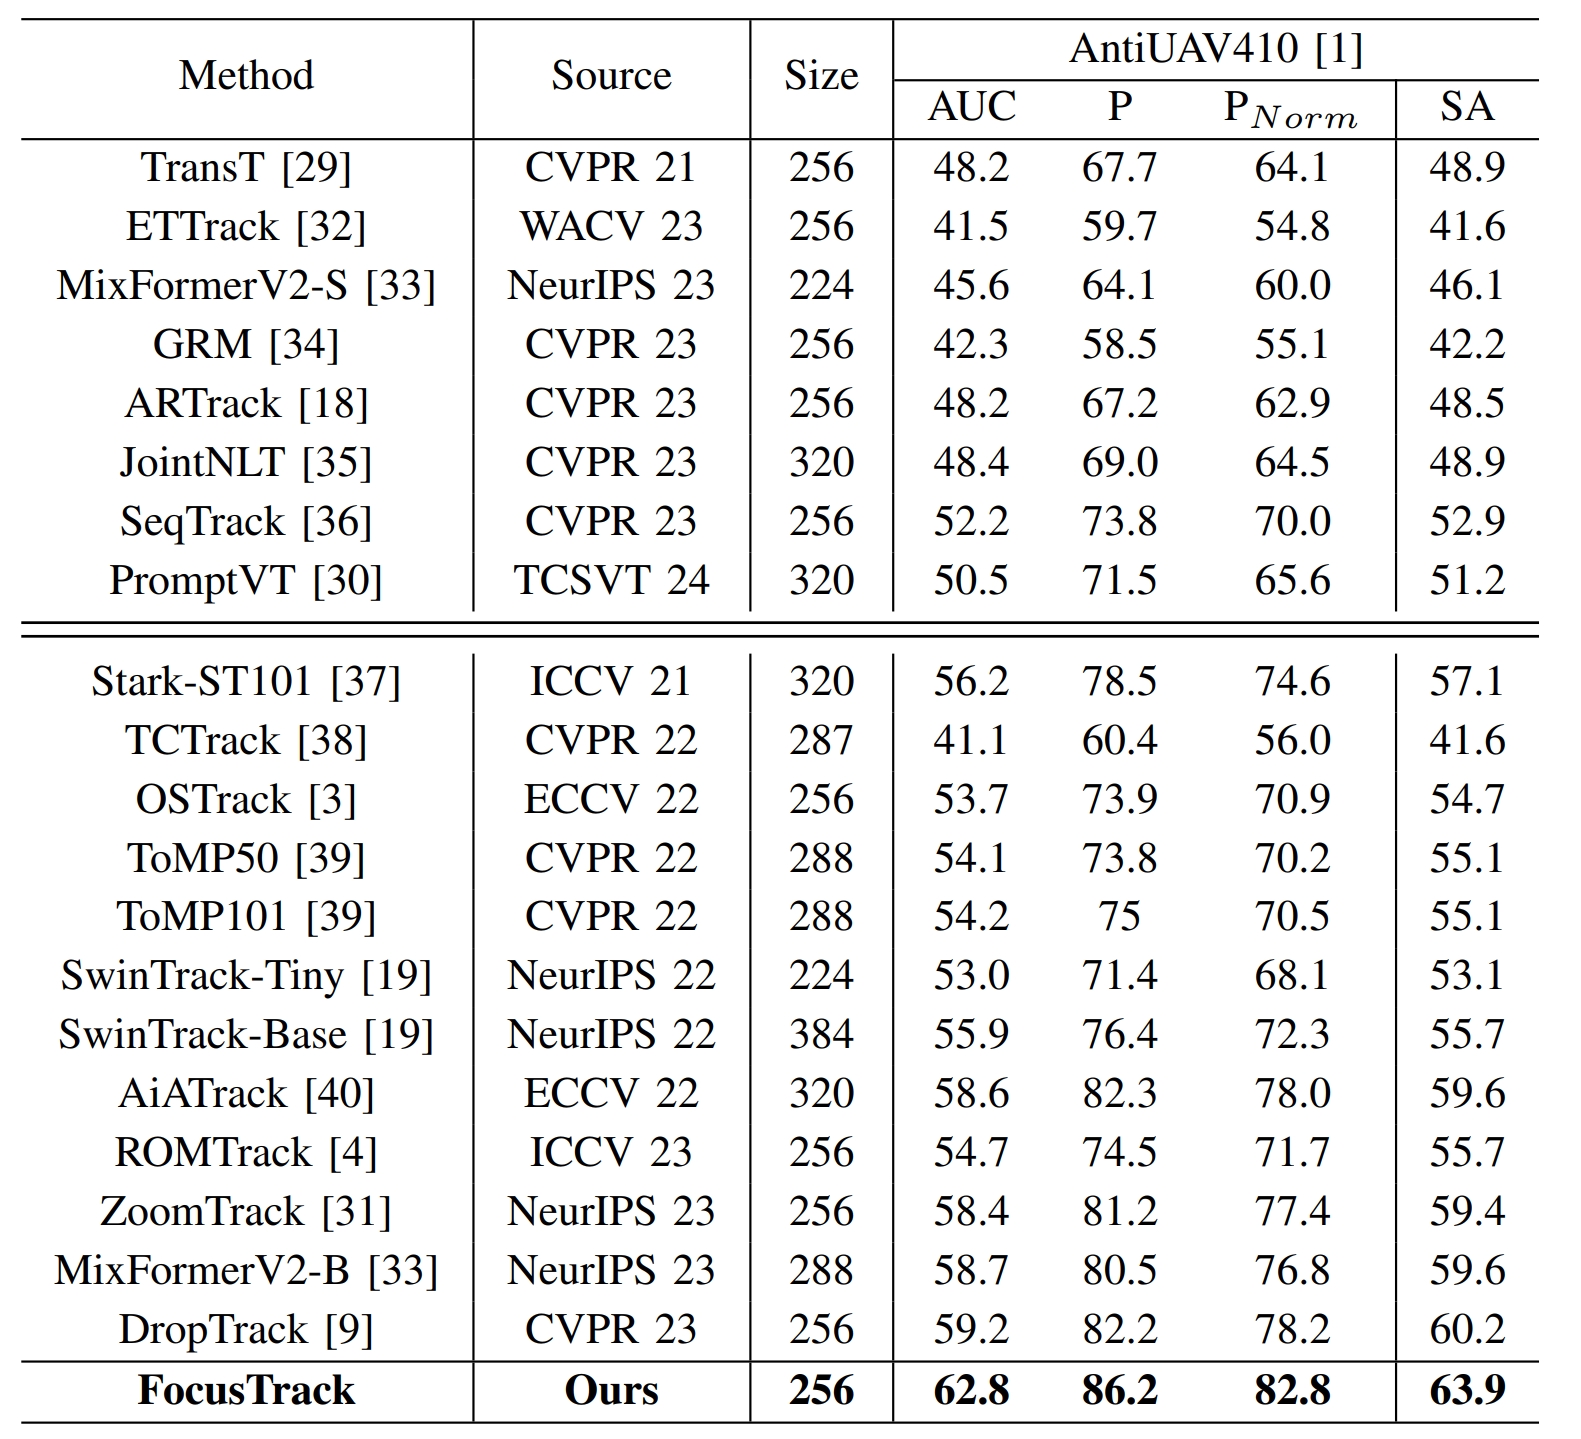 Method Source Size AntiUAV410 [1]
AUC P P_Norm SA
TransT [29] CVPR 21 256 48.2 67.7 64.1 48.9
ETTrack [32] WACV 23 256 41.5 59.7 54.8 41.6
MixFormerV2-S [33] NeurIPS 23 224 45.6 64.1 60.0 46.1
GRM [34] CVPR 23 256 42.3 58.5 55.1 42.2
ARTrack [18] CVPR 23 256 48.2 67.2 62.9 48.5
JointNLT [35] CVPR 23 320 48.4 69.0 64.5 48.9
SeqTrack [36] CVPR 23 256 52.2 73.8 70.0 52.9
PromptVT [30] TCSVT 24 320 50.5 71.5 65.6 51.2
Stark-ST101 [37] ICCV 21 320 56.2 78.5 74.6 57.1
TCTrack [38] CVPR 22 287 41.1 60.4 56.0 41.6
OSTrack [3] ECCV 22 256 53.7 73.9 70.9 54.7
ToMP50 [39] CVPR 22 288 54.1 73.8 70.2 55.1
ToMP101 [39] CVPR 22 288 54.2 75 70.5 55.1
SwinTrack-Tiny [19] NeurIPS 22 224 53.0 71.4 68.1 53.1
SwinTrack-Base [19] NeurIPS 22 384 55.9 76.4 72.3 55.7
AiATrack [40] ECCV 22 320 58.6 82.3 78.0 59.6
ROMTrack [4] ICCV 23 256 54.7 74.5 71.7 55.7
ZoomTrack [31] NeurIPS 23 256 58.4 81.2 77.4 59.4
MixFormerV2-B [33] NeurIPS 23 288 58.7 80.5 76.8 59.6
DropTrack [9] CVPR 23 256 59.2 82.2 78.2 60.2
FocusTrack Ours 256 62.8 86.2 82.8 63.9